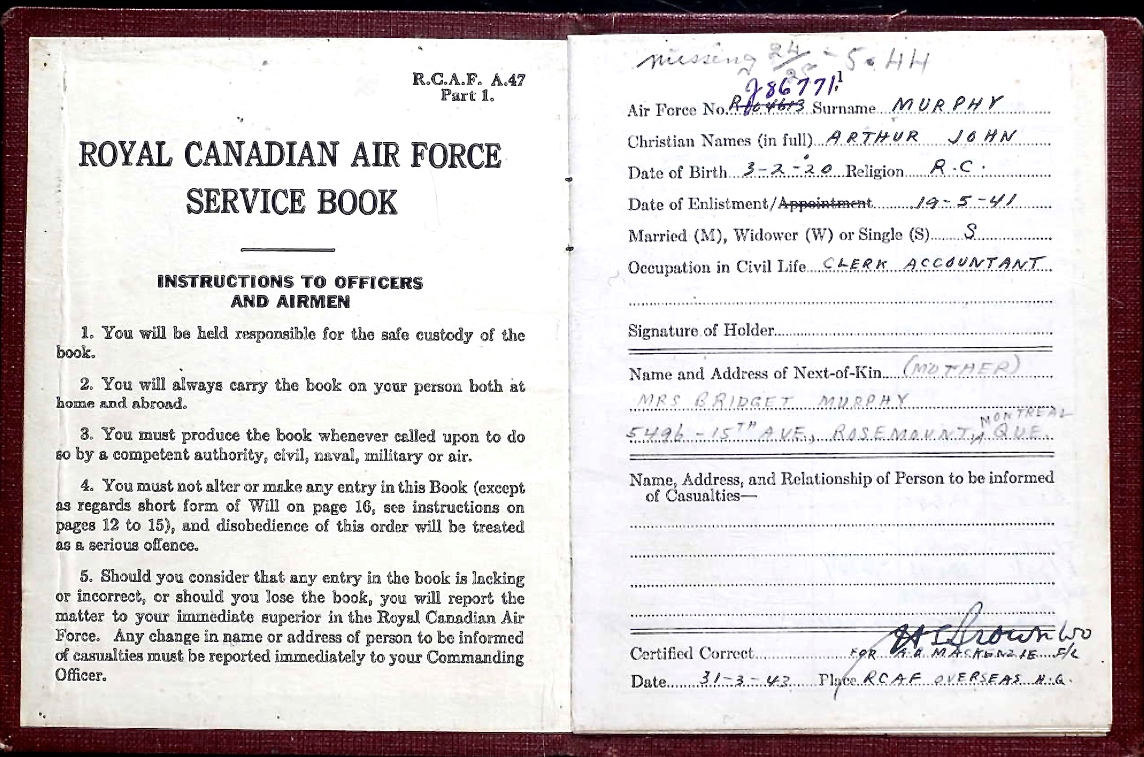 R.C.A.F. A.47
Part 1.
ROYAL CANADIAN AIR FORCE
SERVICE BOOK
INSTRUCTIONS TO OFFICERS
AND AIRMEN
1. You will be held responsible for the safe custody of the
book.
2. You will always carry the book on your person both at
home and abroad.
3. You must produce the book whenever called upon to do
so by a competent authority, civil, naval, military or air.
4. You must not alter or make any entry in this Book (except
as regards short form of Will on page 16, see instructions on
pages 12 to 15), and disobedience of this order will be treated
as a serious offence.
5. Should you consider that any entry in the book is lacking
or incorrect, or should you lose the book, you will report the
matter to your immediate superior in the Royal Canadian Air
Force. Any change in name or address of person to be informed
of casualties must be reported immediately to your Commanding
Officer.
missing 24/25 - 5.44
J86771
Air Force No. Surname MURPHY
Christian Names (in full) ARTHUR JOHN
Date of Birth 3-2-20 Religion R.C.
Date of Enlistment/Appointment 19-5-41
Married (M), Widower (W) or Single (S) S
Occupation in Civil Life CLERK ACCOUNTANT
Signature of Holder
Name and Address of Next-of-Kin (MOTHER)
MRS BRIDGET MURPHY
MONTREAL
5496-15TH AVE., ROSEMOUNT, QUE
Name, Address, and Relationship of Person to be informed
of Casualties—
Brown WO
Certified Correct FOR MACKENZIE F/L
Date 31-3-43 Place RCAF OVERSEAS H.Q.